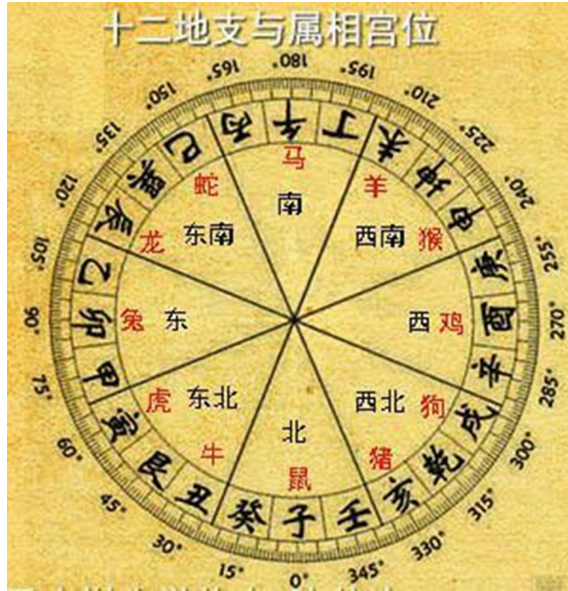 十二地支与属相宫位
180°
165°
195°
150°
210°
135°
225°
120°
240°
105°
255°
90°
270°
75°
285°
60°
300°
45°
315°
30°
330°
15°
0°
345°
丙
午
丁
巳
未
巽
坤
辰
申
乙
庚
卯
酉
甲
辛
寅
戌
艮
乾
丑
亥
癸
子
壬
马
南
蛇
羊
东南
西南
龙
猴
兔
东
西
鸡
虎
东北
西北
狗
北
牛
猪
鼠